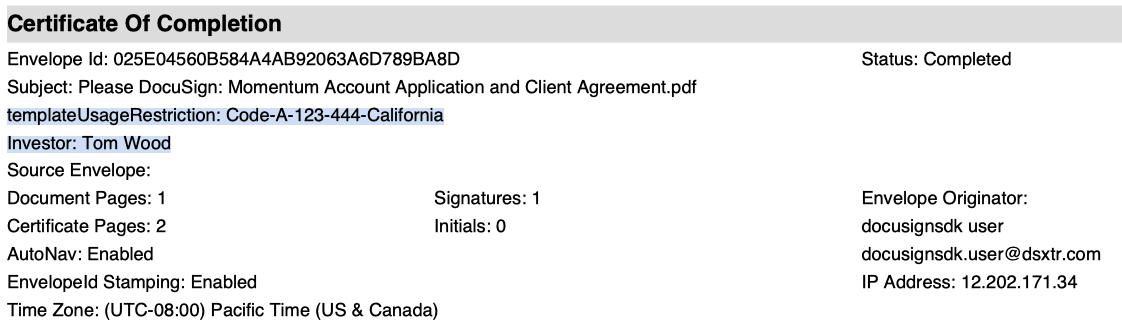 Certificate Of Completion
Envelope Id: 025E04560B584A4AB92063A6D789BA8D Status: Completed
Subject: Please DocuSign: Momentum Account Application and Client Agreement.pdf
templateUsageRestriction: Code-A-123-444-California
Investor: Tom Wood
Source Envelope:
Document Pages: 1 Signatures: 1 Envelope Originator:
Certificate Pages: 2 Initials: 0 docusignsdk user
AutoNav: Enabled docusignsdk.user@dsxtr.com
EnvelopeId Stamping: Enabled IP Address: 12.202.171.34
Time Zone: (UTC-08:00) Pacific Time (US & Canada)